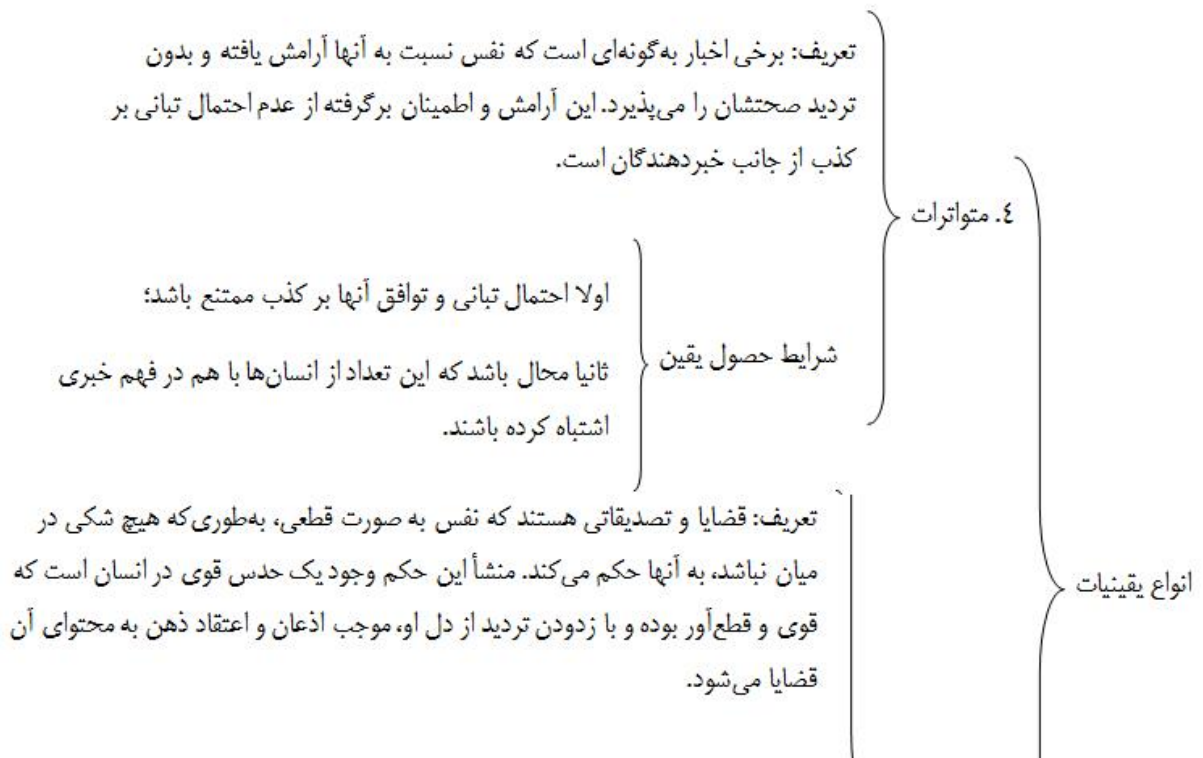 انواع یقینیات
٤. متواترات
تعریف: برخی اخبار به‌گونه‌ای است که نفس نسبت به آنها آرامش یافته و بدون
تردید صحتشان را می‌پذیرد. این آرامش و اطمینان برگرفته از عدم احتمال تبانی بر
کذب از جانب خبردهندگان است.
شرایط حصول یقین
اولا احتمال تبانی و توافق آنها بر کذب ممتنع باشد؛
ثانیا محال باشد که این تعداد از انسان‌ها با هم در فهم خبری
اشتباه کرده باشند.
تعریف: قضایا و تصدیقاتی هستند که نفس به صورت قطعی، به‌طوری‌که هیچ شکی در
میان نباشد، به آنها حکم می‌کند. منشأ این حکم وجود یک حدس قوی در انسان است که
قوی و قطع‌آور بوده و با زدودن تردید از دل او، موجب اذعان و اعتقاد ذهن به محتوای آن
قضایا می‌شود.